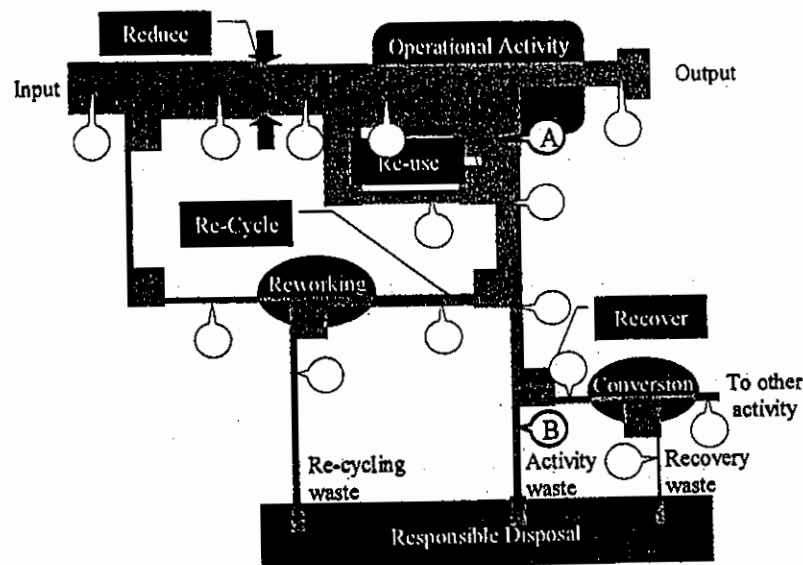 Reduce
Operational Activity
Input
Output
A
Re-use
Re-Cycle
Reworking
Recover
Conversion
To other
activity
B
Re-cycling
waste
Activity
waste
Recovery
waste
Responsible Disposal